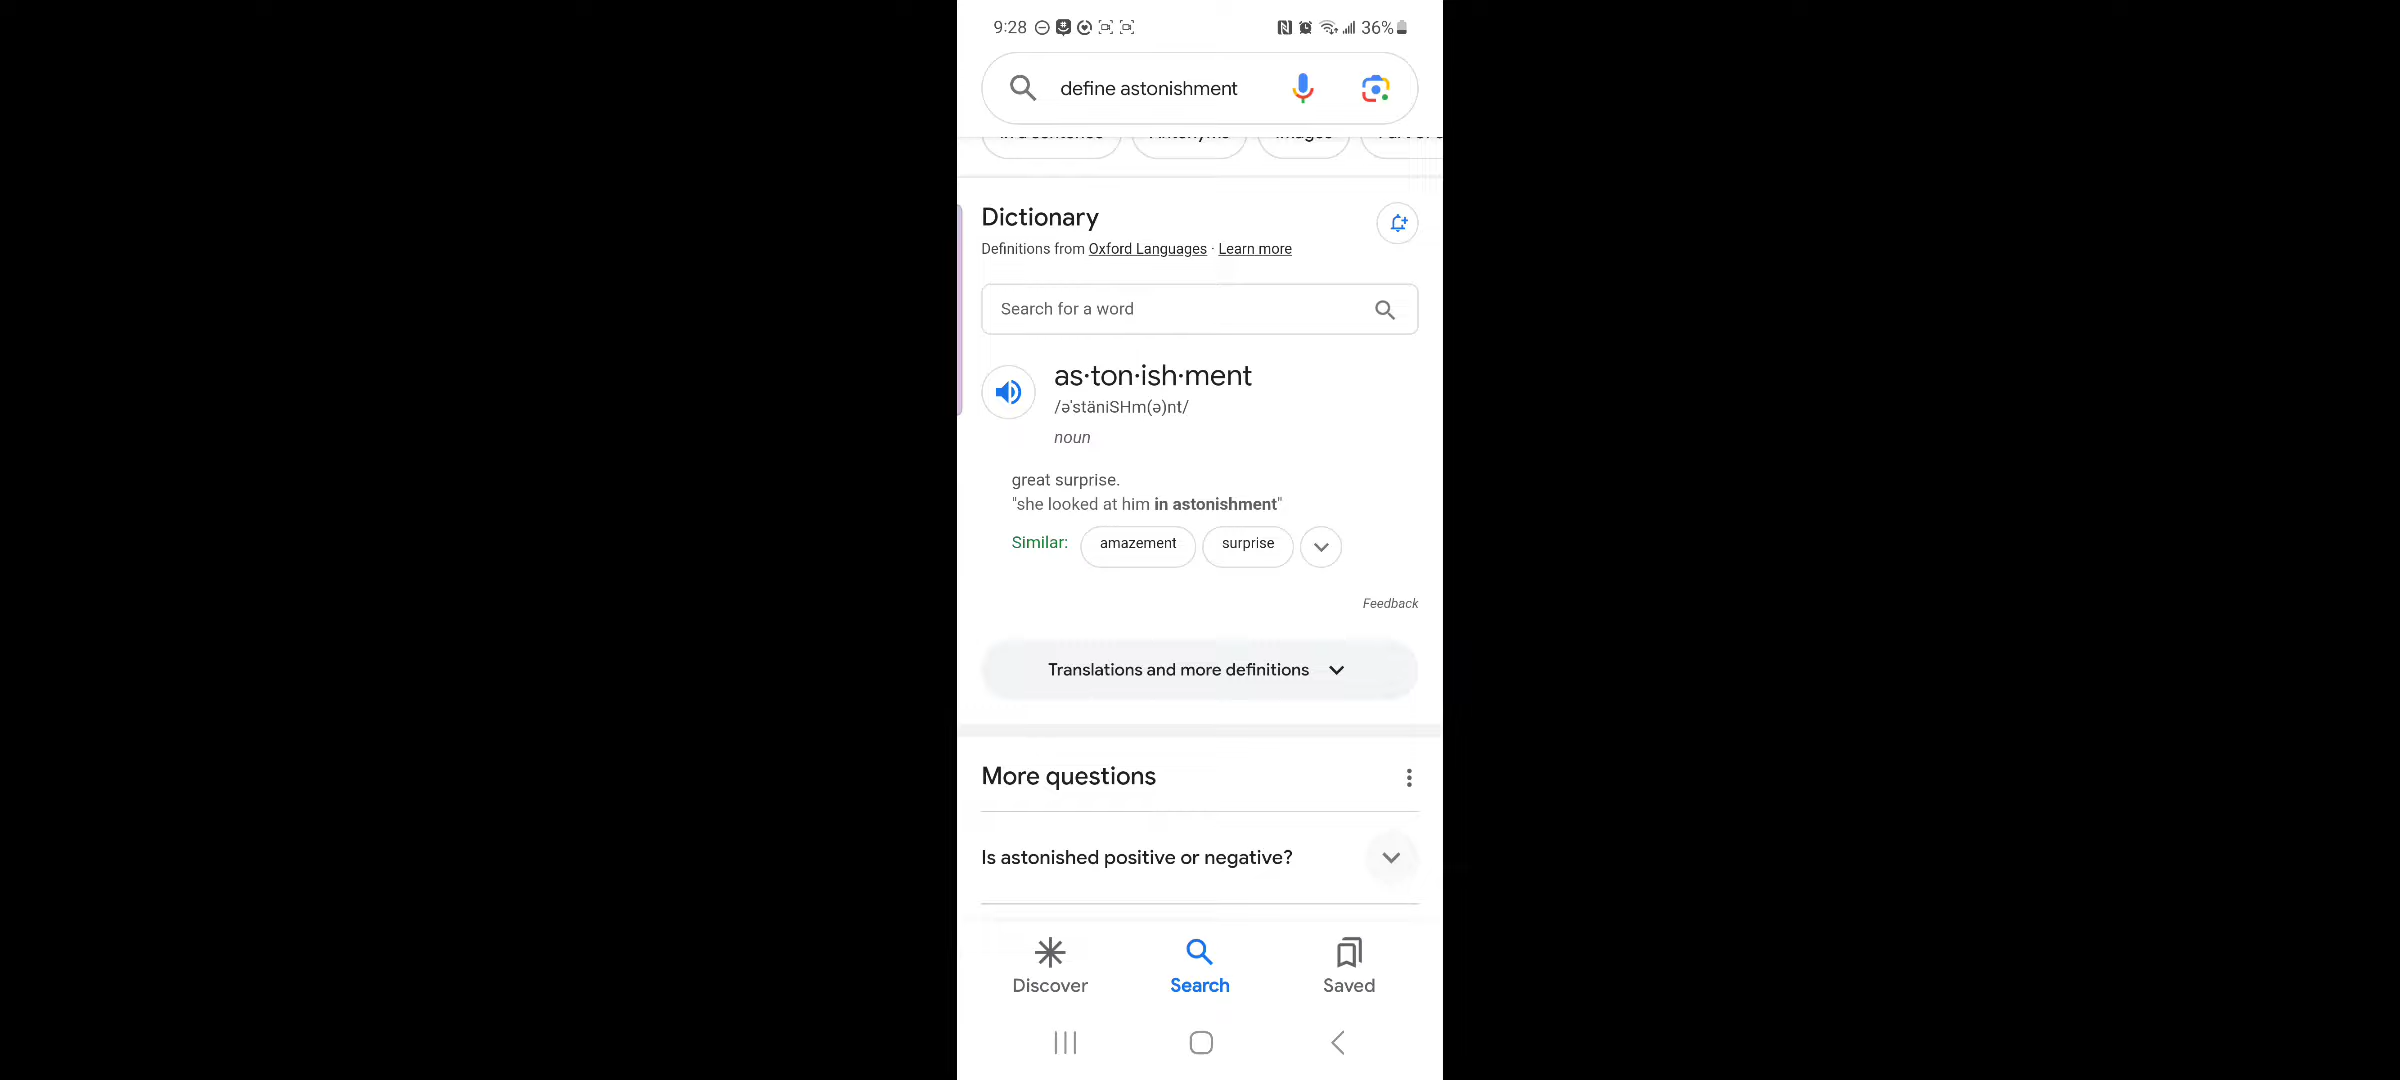 9:28 36%
define astonishment
Dictionary
Definitions from Oxford Languages · Learn more
Search for a word
as·ton·ish·ment
/əˈstäniSHm(ə)nt/
noun
great surprise.
"she looked at him in astonishment"
Similar: amazement surprise
Feedback
Translations and more definitions
More questions
Is astonished positive or negative?
Discover Search Saved